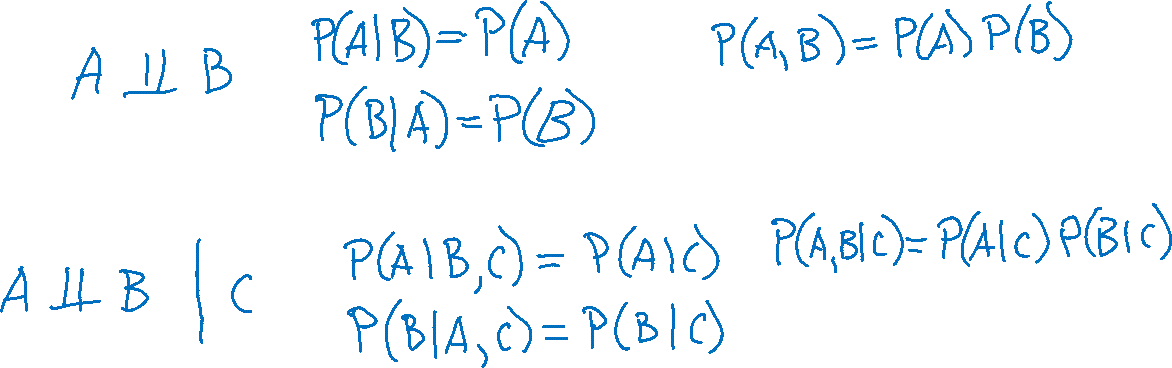 A ⫫ B P(A|B)=P(A) P(A,B)=P(A)P(B)
P(B|A)=P(B)
A ⫫ B | C P(A|B,C)=P(A|C) P(A,B|C)=P(A|C)P(B|C)
P(B|A,C)=P(B|C)